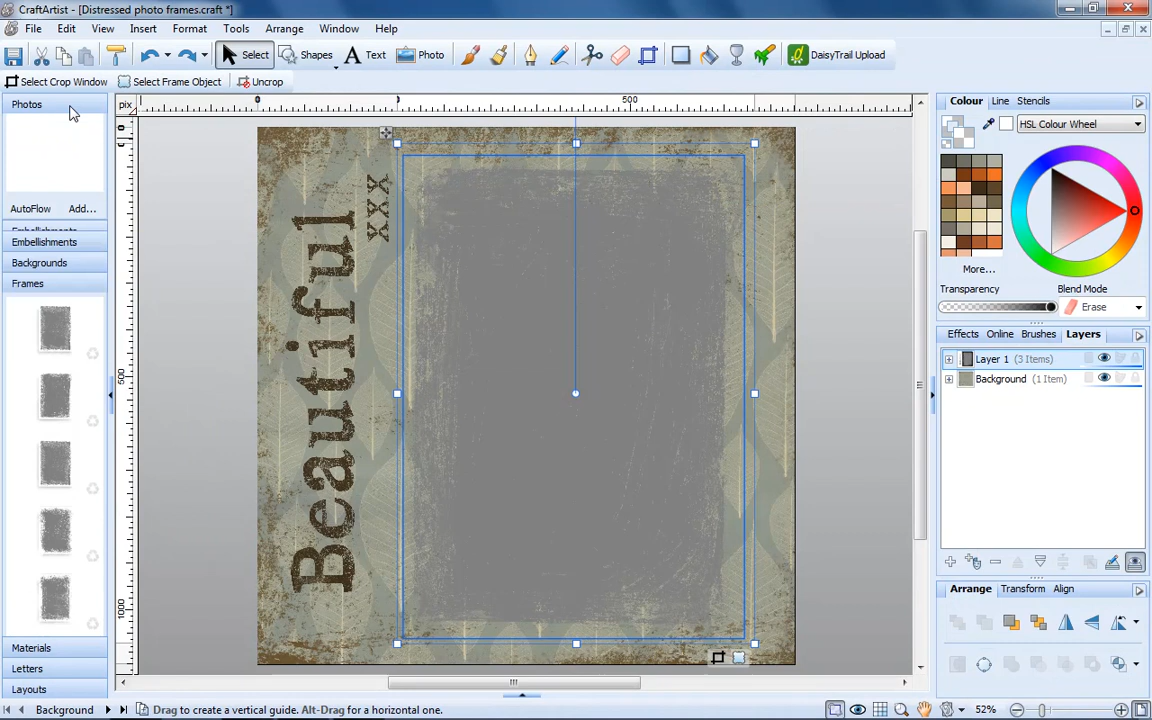 CraftArtist - [Distressed photo frames.craft *]
File Edit View Insert Format Tools Arrange Window Help
Select Shapes Text Photo DaisyTrail Upload
Select Crop Window Select Frame Object Uncrop
Photos
AutoFlow Add...
Embellishments
Embellishments
Backgrounds
Frames
Materials
Letters
Layouts
pix 0 500
0
500
1000
Beautiful
xxx
Colour Line Stencils
HSL Colour Wheel
More...
Transparency Blend Mode
Erase
Effects Online Brushes Layers
Layer 1 (3 Items)
Background (1 Item)
Arrange Transform Align
Background Drag to create a vertical guide. Alt-Drag for a horizontal one. 52%